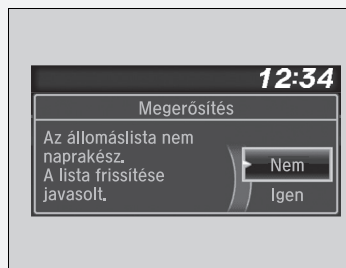 12:34
Megerősítés
Az állomáslista nem
naprakész.
A lista frissítése
javasolt.
Nem
Igen